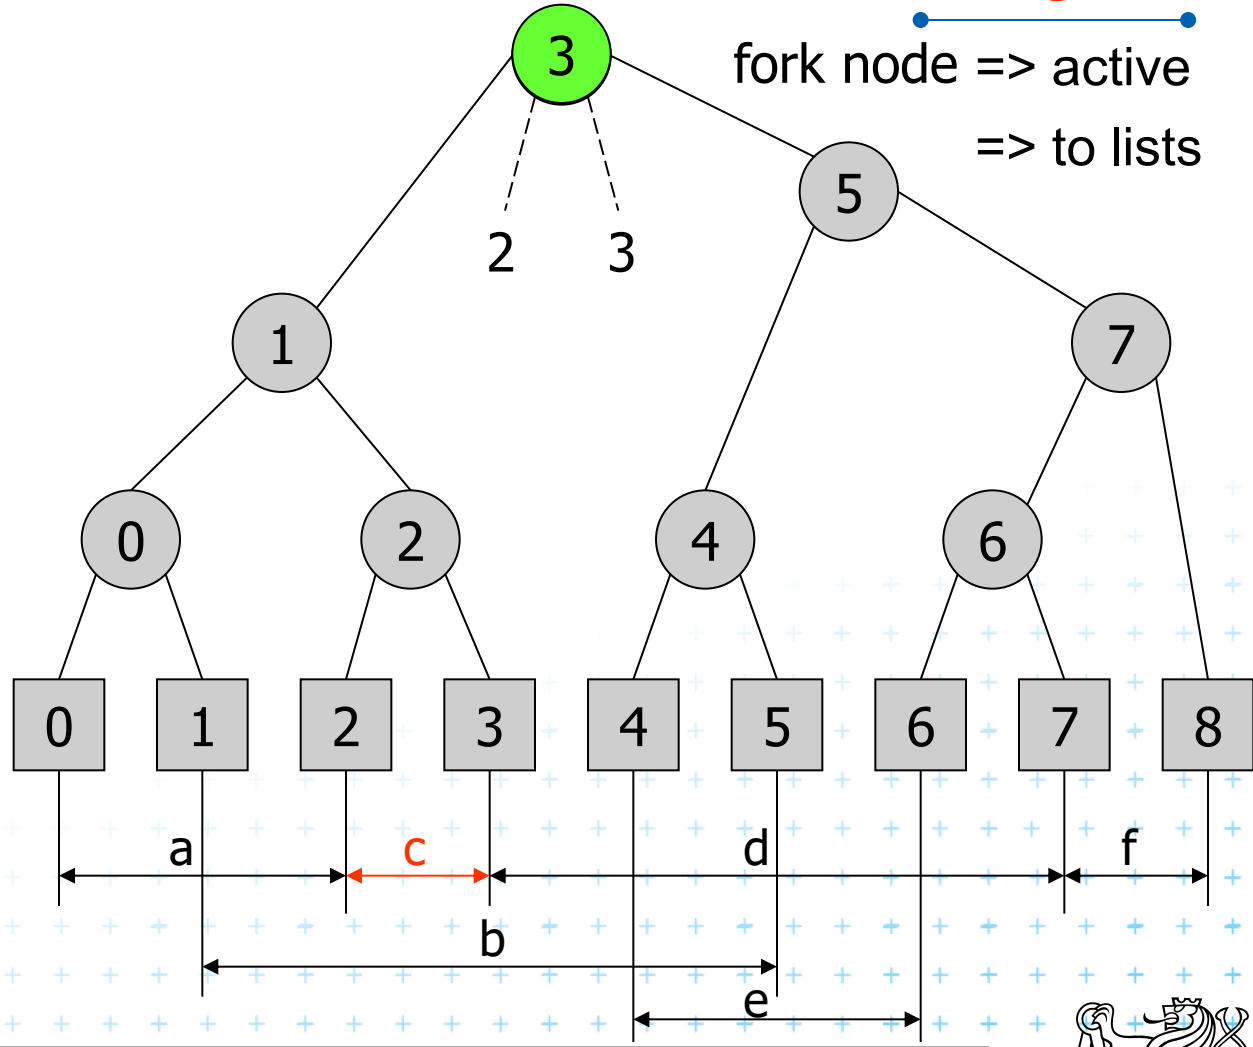 3
fork node => active
=> to lists
5
2 3
1 7
0 2 4 6
0 1 2 3 4 5 6 7 8
a c d f
b
e